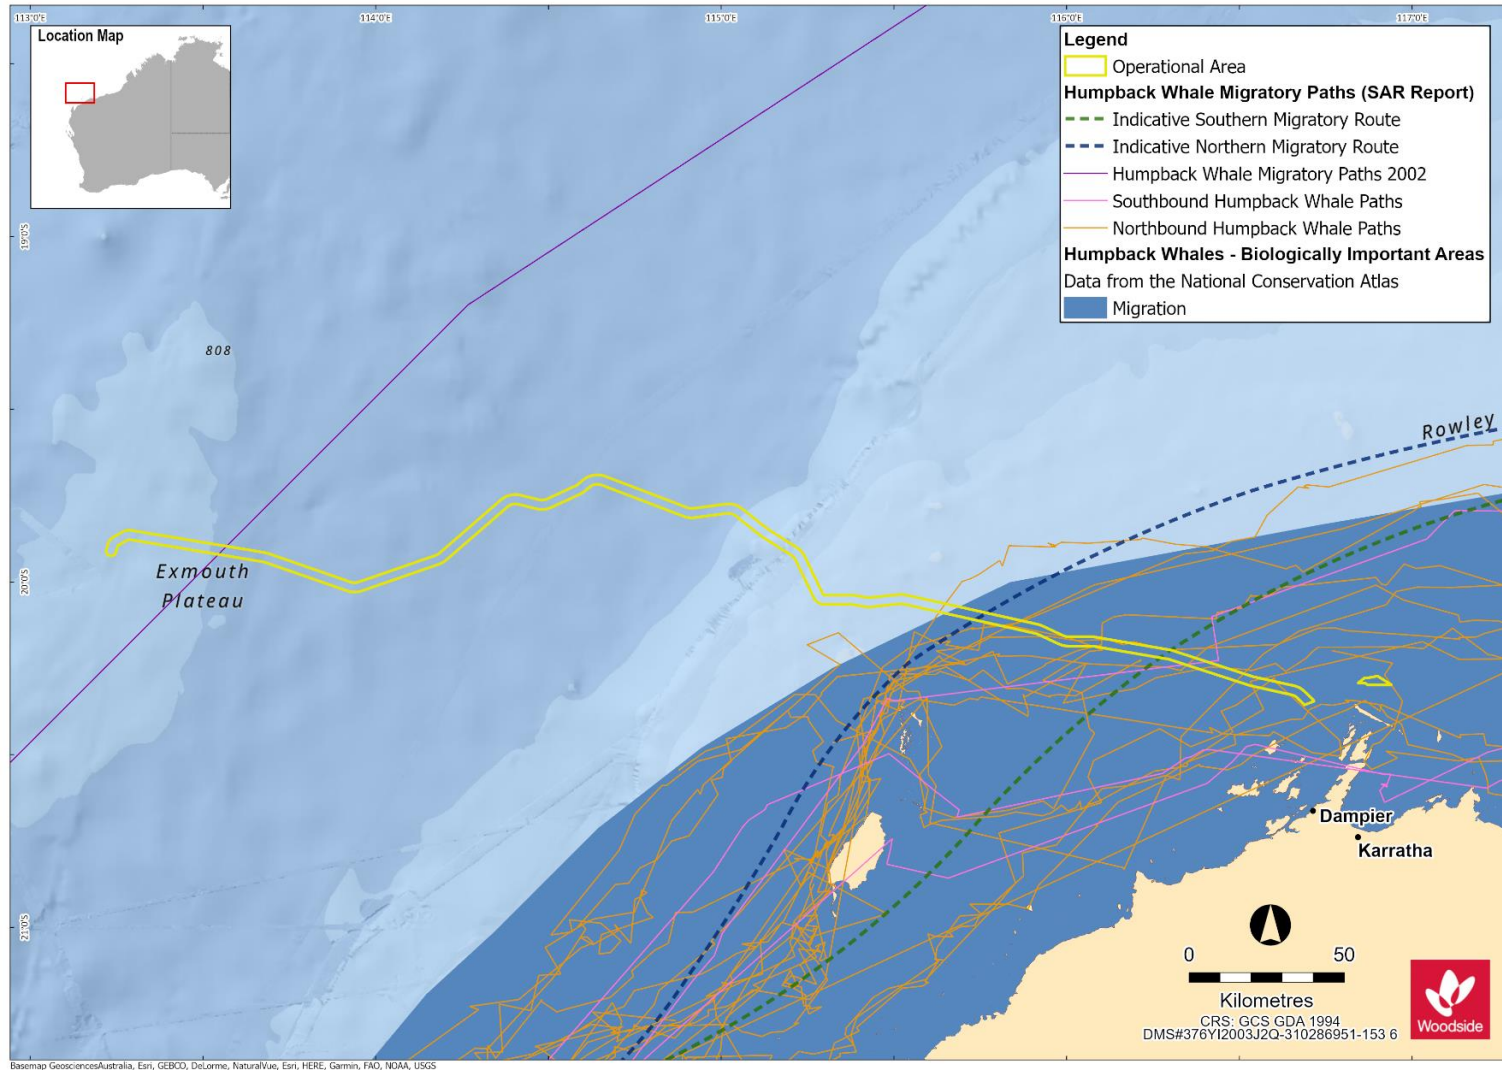 113°0'E
114°0'E
115°0'E
116°0'E
117°0'E
Location Map
Legend
Operational Area
Humpback Whale Migratory Paths (SAR Report)
Indicative Southern Migratory Route
Indicative Northern Migratory Route
Humpback Whale Migratory Paths 2002
Southbound Humpback Whale Paths
Northbound Humpback Whale Paths
Humpback Whales - Biologically Important Areas
Data from the National Conservation Atlas
Migration
19°0'S
808
Rowley
20°0'S
Exmouth
Plateau
Dampier
Karratha
21°0'S
0 50
Kilometres
CRS: GCS GDA 1994
DMS#376YI2003J2Q-310286951-153 6
Woodside
Basemap GeosciencesAustralia, Esri, GEBCO, DeLorme, NaturalVue, Esri, HERE, Garmin, FAO, NOAA, USGS